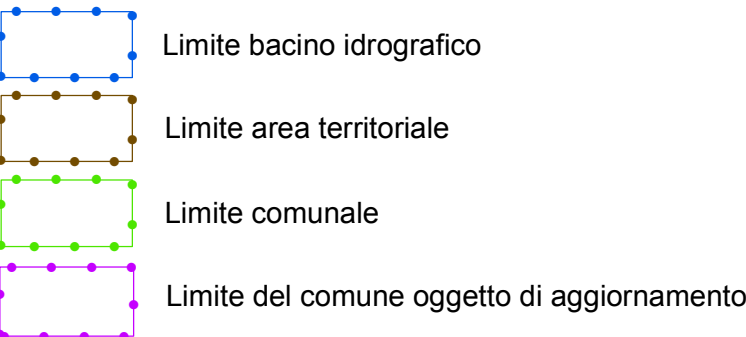 Limite bacino idrografico
Limite area territoriale
Limite comunale
Limite del comune oggetto di aggiornamento